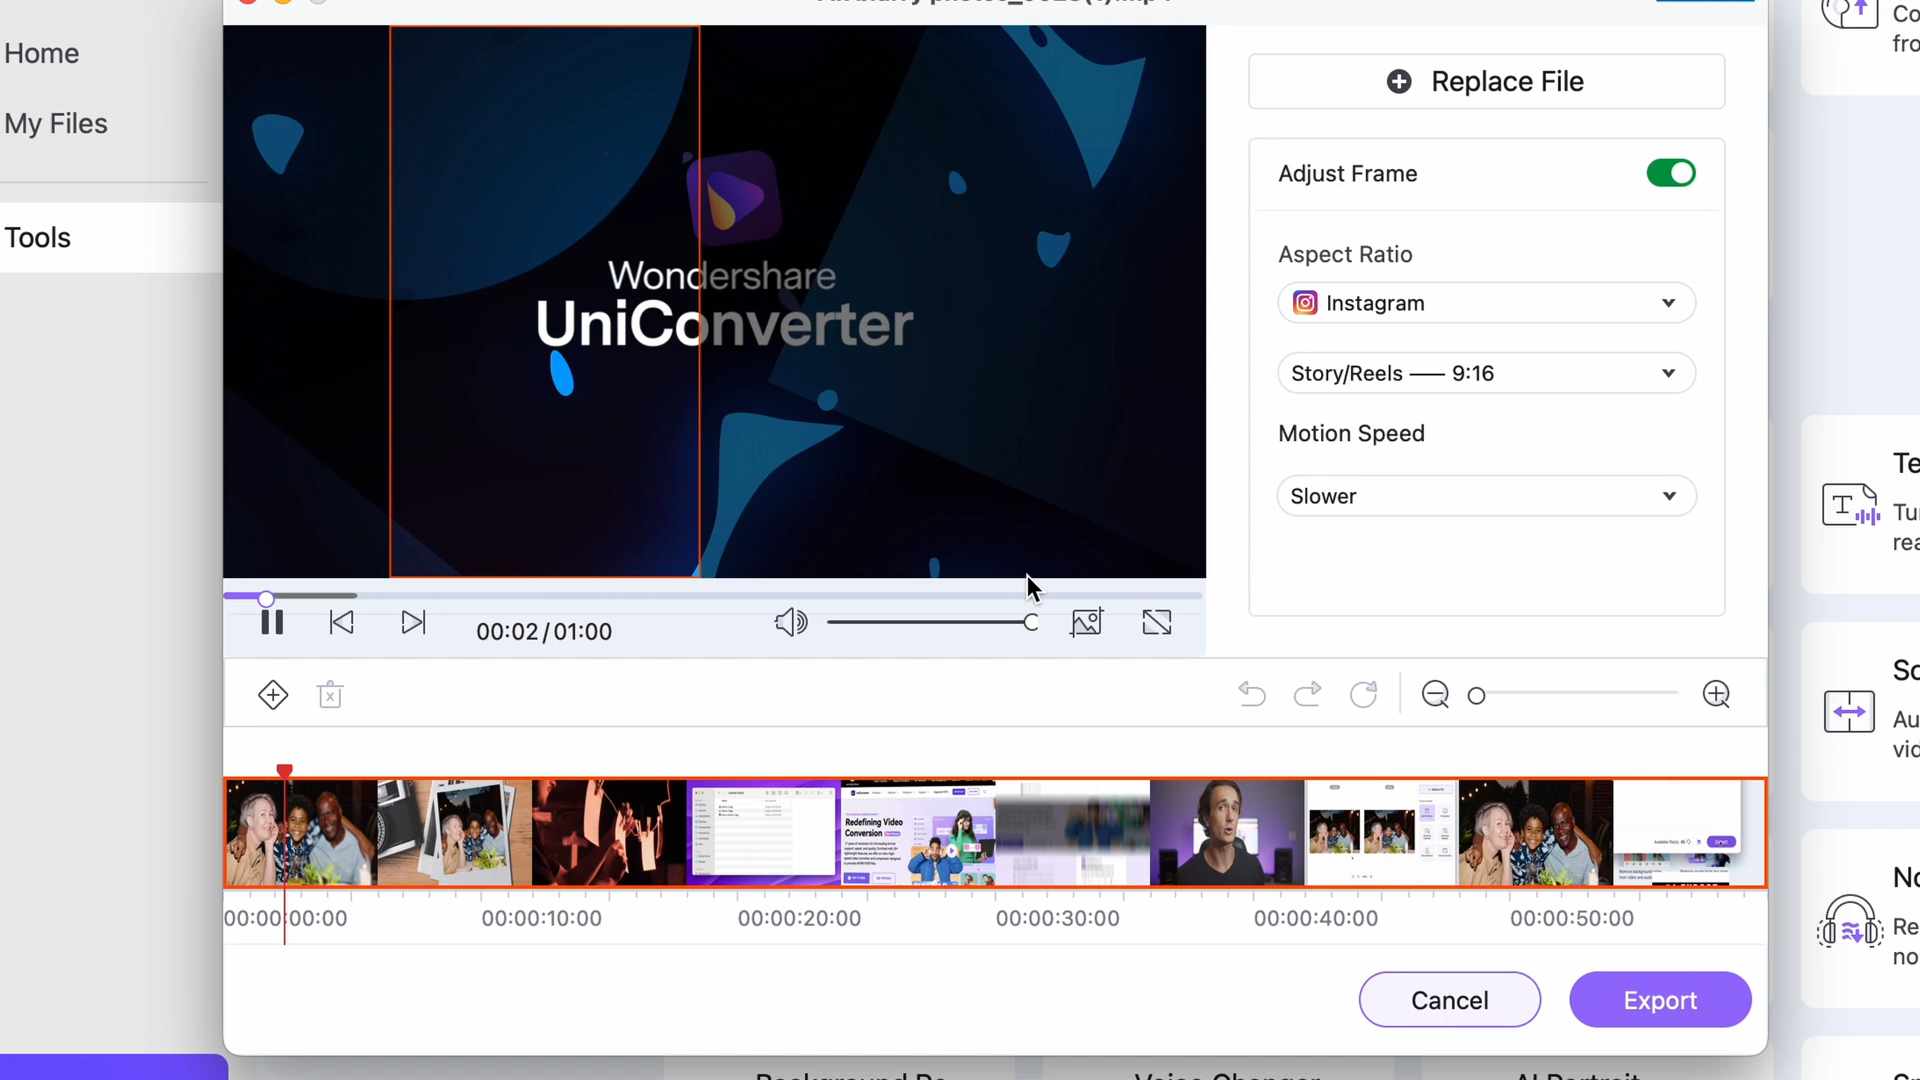 Home
My Files
Tools
Wondershare
UniConverter
Replace File
Adjust Frame
Aspect Ratio
Instagram
Story/Reels — 9:16
Motion Speed
Slower
00:02/01:00
Redefining Video
Conversion
00:00:00:00
00:00:10:00
00:00:20:00
00:00:30:00
00:00:40:00
00:00:50:00
Cancel
Export